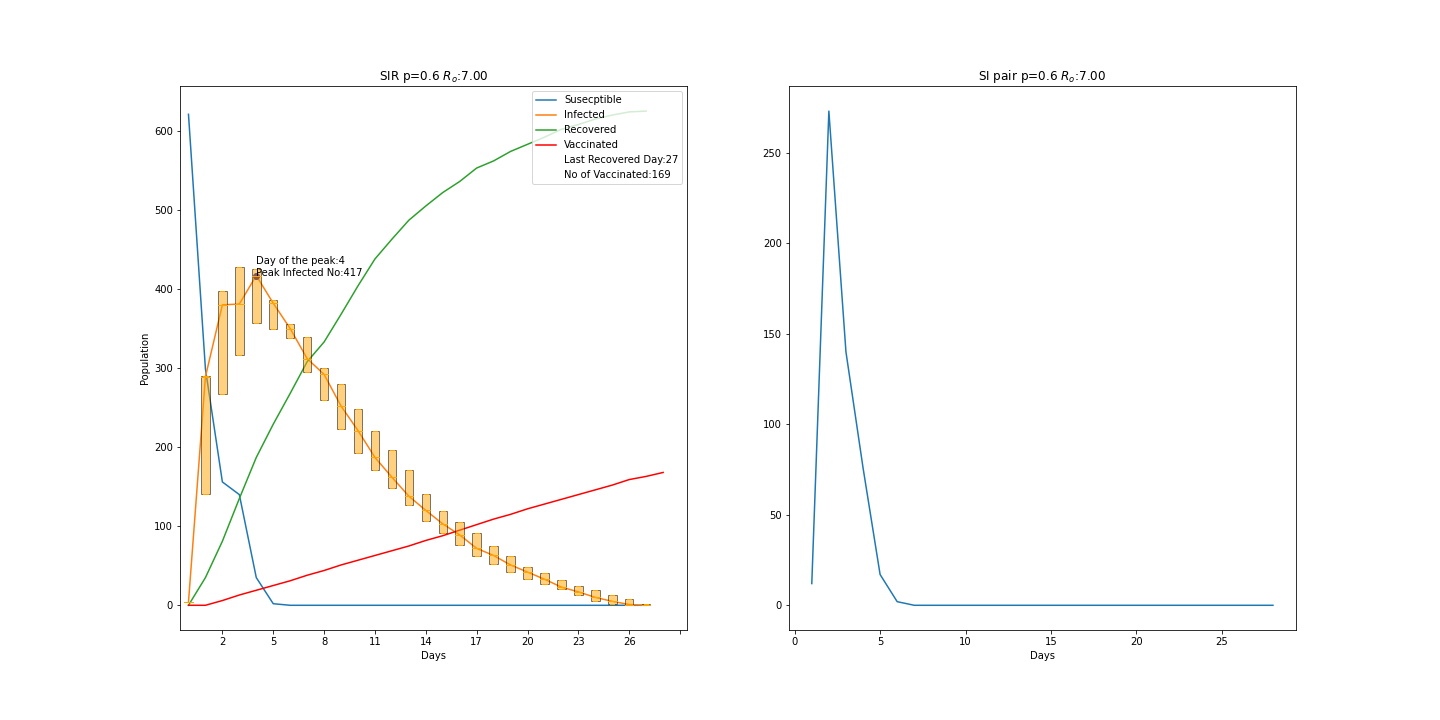 SIR p=0.6 Rₒ:7.00
Susecptible
Infected
Recovered
Vaccinated
Last Recovered Day:27
No of Vaccinated:169
Day of the peak:4
Peak Infected No:417
Population
600
500
400
300
200
100
0
2 5 8 11 14 17 20 23 26
Days
SI pair p=0.6 Rₒ:7.00
250
200
150
100
50
0
0 5 10 15 20 25
Days